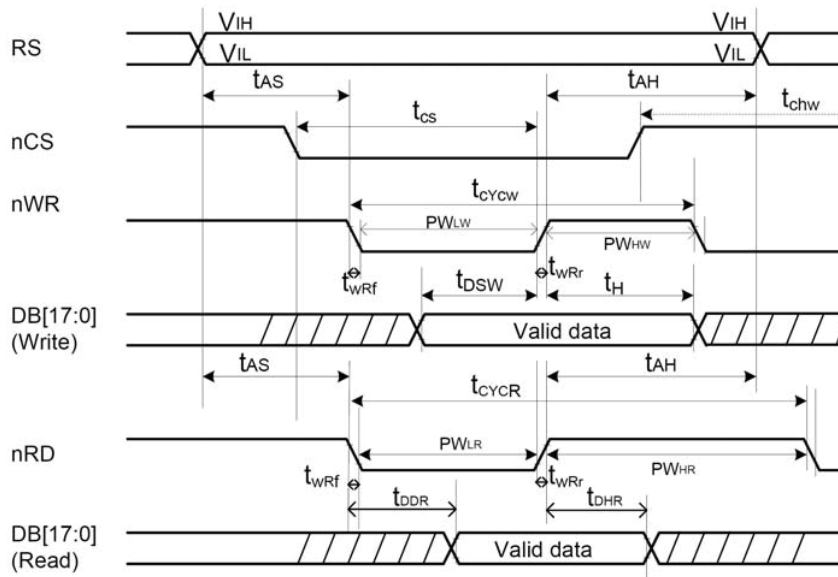 RS VIH VIH
VIL VIL
tAS tAH
tcs tchw
nCS
tcYcw
nWR
PWLW PWHW
twRf tDSW twRr tH
DB[17:0]
(Write) Valid data
tAS tAH
tCYCR
nRD
PWLR PWHR
twRf twRr
tDDR tDHR
DB[17:0]
(Read) Valid data